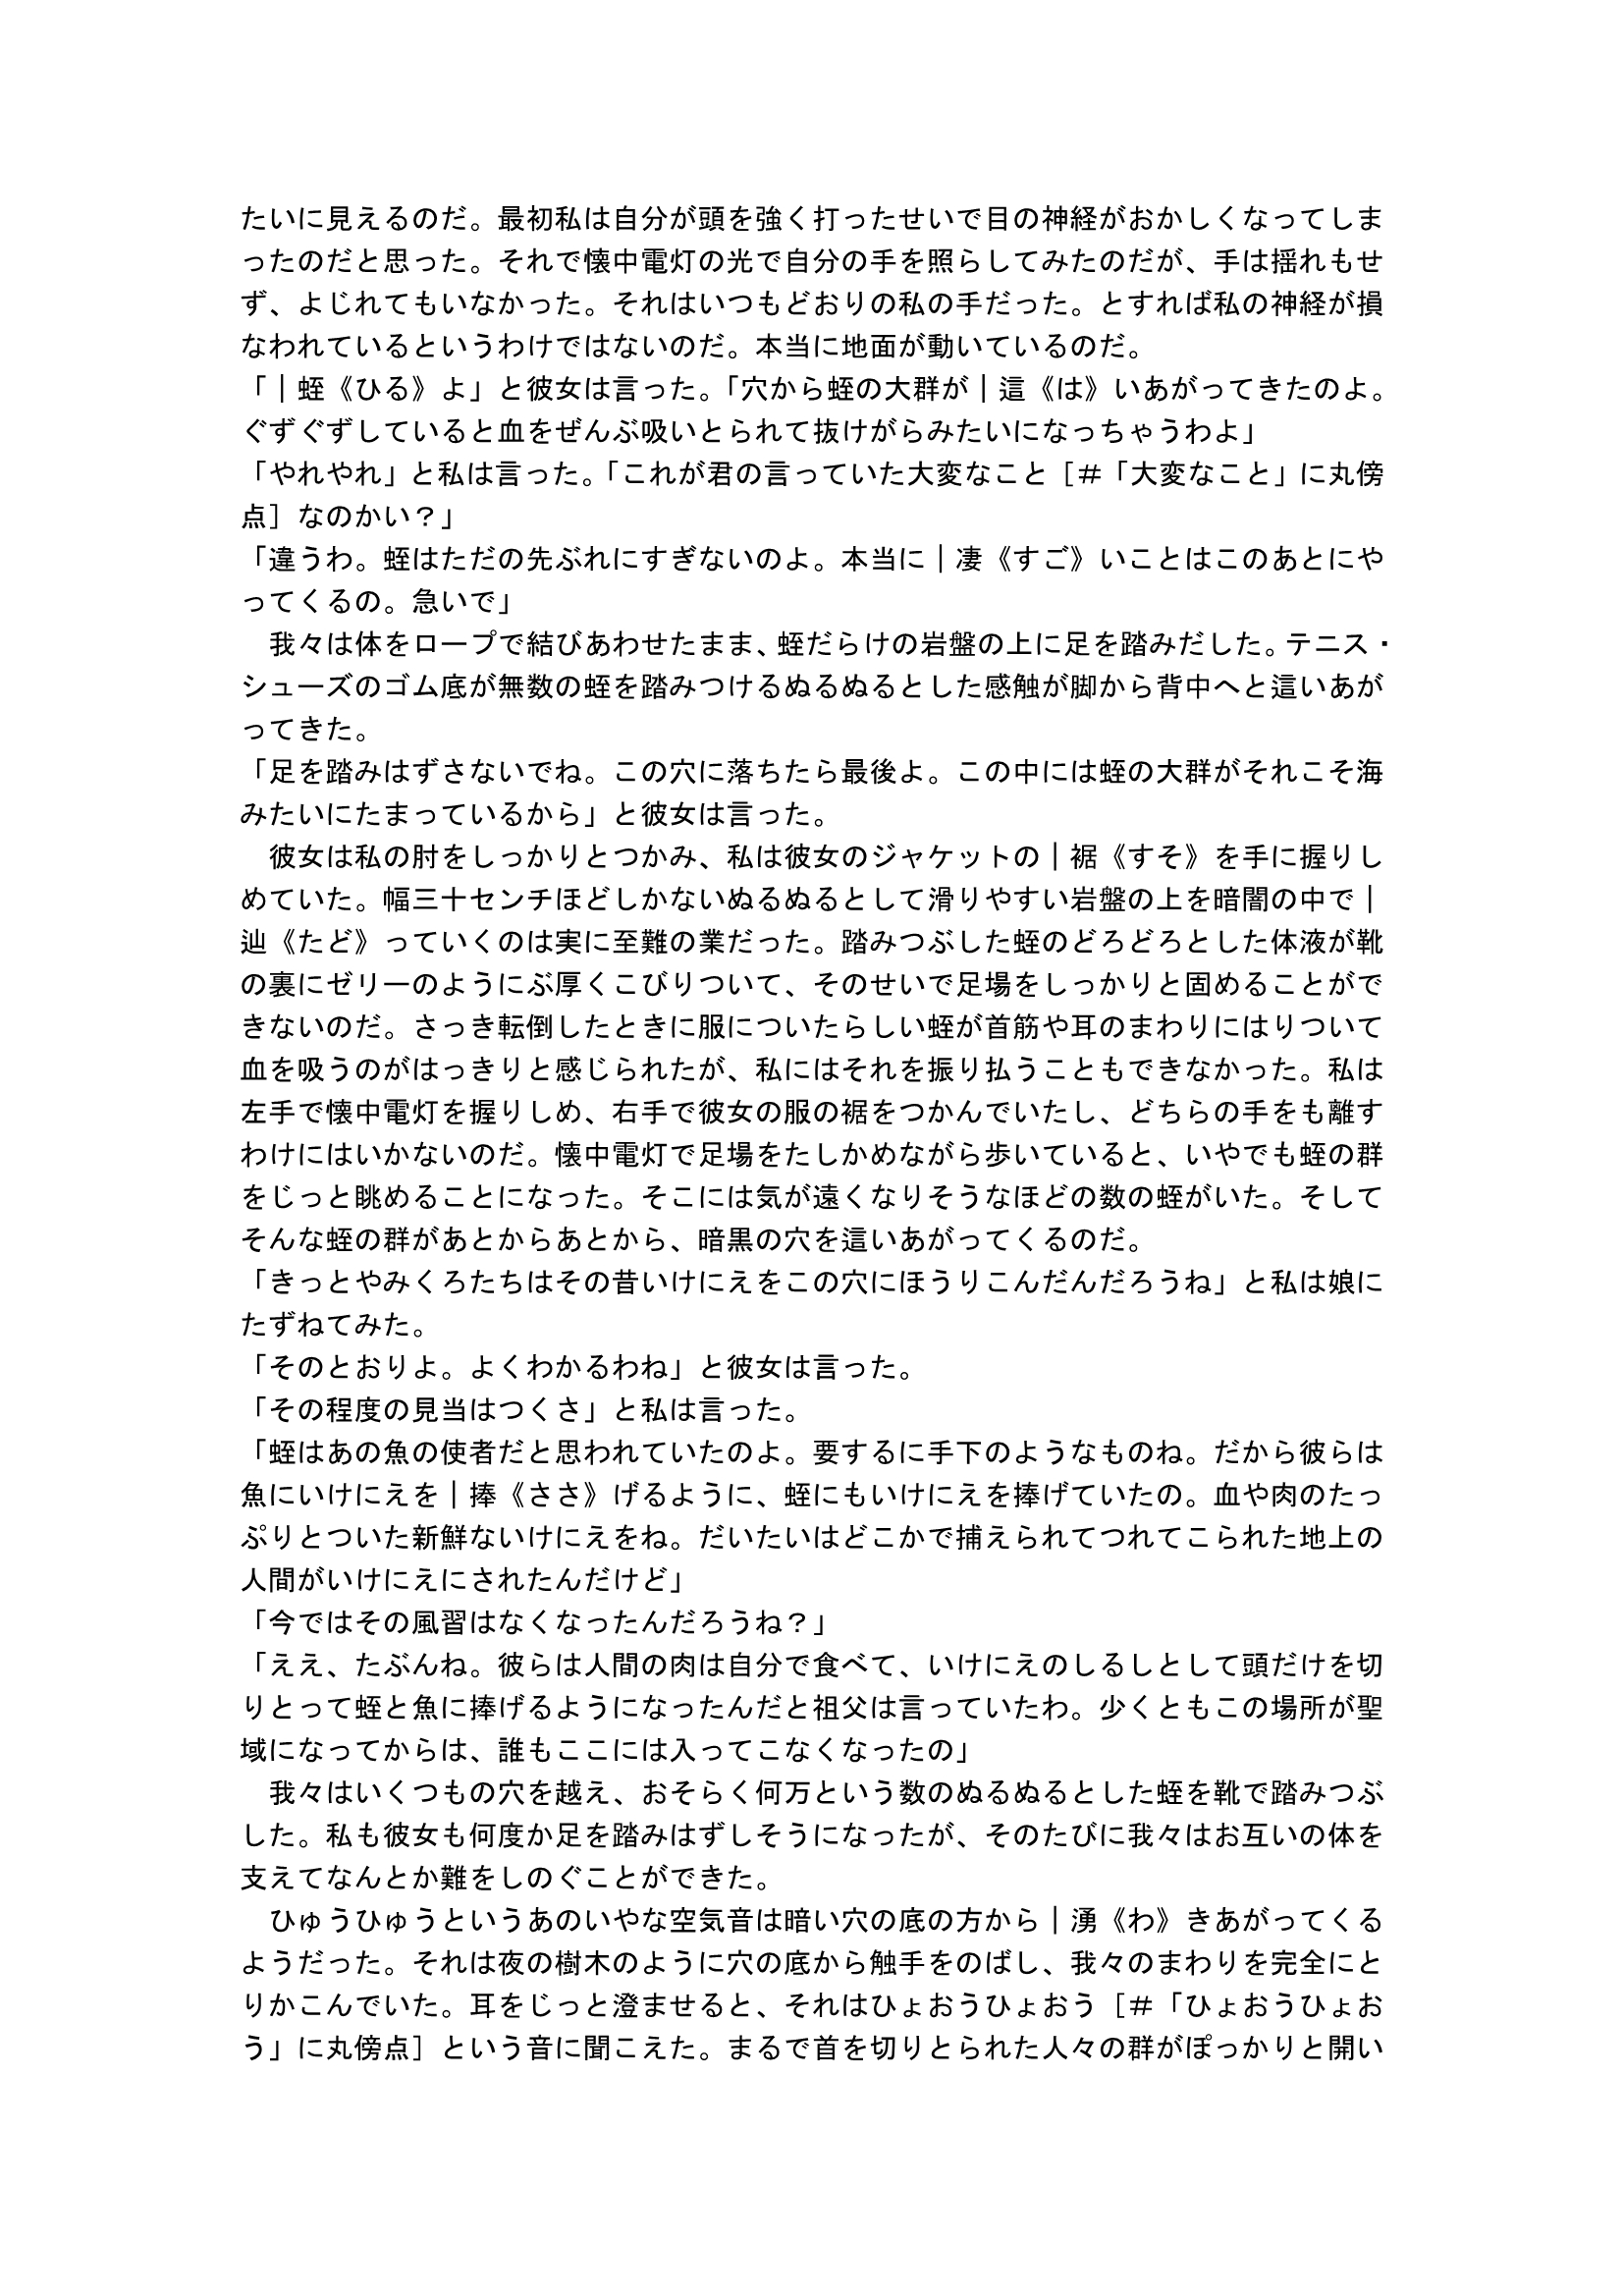 たいに見えるのだ。最初私は自分が頭を強く打ったせいで目の神経がおかしくなってしま
ったのだと思った。それで懐中電灯の光で自分の手を照らしてみたのだが、手は揺れもせ
ず、よじれてもいなかった。それはいつもどおりの私の手だった。とすれば私の神経が損
なわれているというわけではないのだ。本当に地面が動いているのだ。
「｜蛭《ひる》よ」と彼女は言った。「穴から蛭の大群が｜這《は》いあがってきたのよ。
ぐずぐずしていると血をぜんぶ吸いとられて抜けがらみたいになっちゃうわよ」
「やれやれ」と私は言った。「これが君の言っていた大変なこと［＃「大変なこと」に丸傍
点］なのかい？」
「違うわ。蛭はただの先ぶれにすぎないのよ。本当に｜凄《すご》いことはこのあとにや
ってくるの。急いで」
　我々は体をロープで結びあわせたまま、蛭だらけの岩盤の上に足を踏みだした。テニス・
シューズのゴム底が無数の蛭を踏みつけるぬるぬるとした感触が脚から背中へと這いあが
ってきた。
「足を踏みはずさないでね。この穴に落ちたら最後よ。この中には蛭の大群がそれこそ海
みたいにたまっているから」と彼女は言った。
　彼女は私の肘をしっかりとつかみ、私は彼女のジャケットの｜裾《すそ》を手に握りし
めていた。幅三十センチほどしかないぬるぬるとして滑りやすい岩盤の上を暗闇の中で｜
辿《たど》っていくのは実に至難の業だった。踏みつぶした蛭のどろどろとした体液が靴
の裏にゼリーのようにぶ厚くこびりついて、そのせいで足場をしっかりと固めることがで
きないのだ。さっき転倒したときに服についたらしい蛭が首筋や耳のまわりにはりついて
血を吸うのがはっきりと感じられたが、私にはそれを振り払うこともできなかった。私は
左手で懐中電灯を握りしめ、右手で彼女の服の裾をつかんでいたし、どちらの手をも離す
わけにはいかないのだ。懐中電灯で足場をたしかめながら歩いていると、いやでも蛭の群
をじっと眺めることになった。そこには気が遠くなりそうなほどの数の蛭がいた。そして
そんな蛭の群があとからあとから、暗黒の穴を這いあがってくるのだ。
「きっとやみくろたちはその昔いけにえをこの穴にほうりこんだんだろうね」と私は娘に
たずねてみた。
「そのとおりよ。よくわかるわね」と彼女は言った。
「その程度の見当はつくさ」と私は言った。
「蛭はあの魚の使者だと思われていたのよ。要するに手下のようなものね。だから彼らは
魚にいけにえを｜捧《ささ》げるように、蛭にもいけにえを捧げていたの。血や肉のたっ
ぷりとついた新鮮ないけにえをね。だいたいはどこかで捕えられてつれてこられた地上の
人間がいけにえにされたんだけど」
「今ではその風習はなくなったんだろうね？」
「ええ、たぶんね。彼らは人間の肉は自分で食べて、いけにえのしるしとして頭だけを切
りとって蛭と魚に捧げるようになったんだと祖父は言っていたわ。少くともこの場所が聖
域になってからは、誰もここには入ってこなくなったの」
　我々はいくつもの穴を越え、おそらく何万という数のぬるぬるとした蛭を靴で踏みつぶ
した。私も彼女も何度か足を踏みはずしそうになったが、そのたびに我々はお互いの体を
支えてなんとか難をしのぐことができた。
　ひゅうひゅうというあのいやな空気音は暗い穴の底の方から｜湧《わ》きあがってくる
ようだった。それは夜の樹木のように穴の底から触手をのばし、我々のまわりを完全にと
りかこんでいた。耳をじっと澄ませると、それはひょおうひょおう［＃「ひょおうひょお
う」に丸傍点］という音に聞こえた。まるで首を切りとられた人々の群がぽっかりと開い